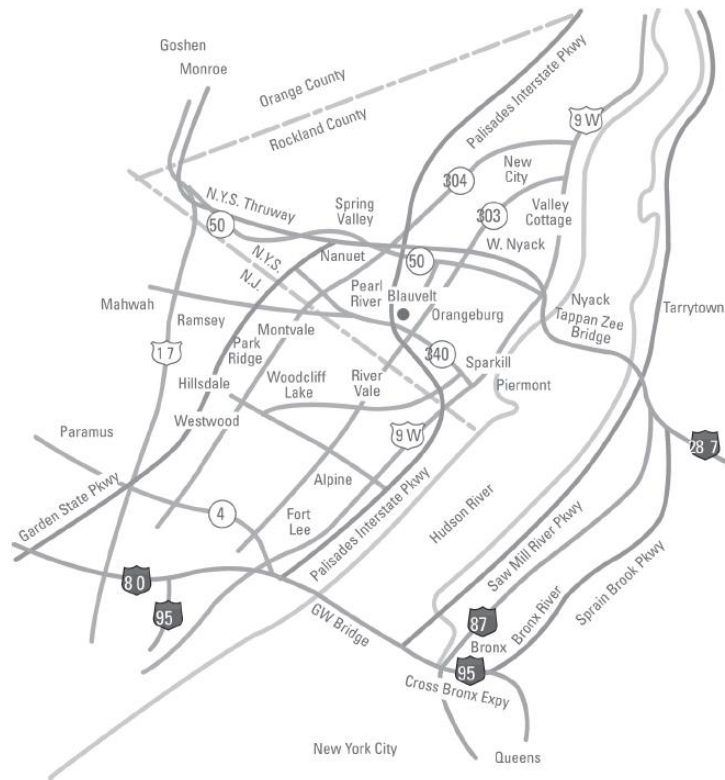 Goshen
Monroe
Orange County
Rockland County
Palisades Interstate Pkwy
9 W
304
New
City
303
Valley
Cottage
N.Y.S. Thruway
50
Spring
Valley
50
W. Nyack
N.Y.S.
N.J.
Nanuet
Pearl
River
Blauvelt
Orangeburg
Nyack
Tappan Zee
Bridge
Tarrytown
Mahwah
Ramsey
Montvale
17
Park
Ridge
340
Sparkill
Piermont
Hillsdale
Woodcliff
Lake
River
Vale
Westwood
Paramus
9 W
28 7
Garden State Pkwy
Alpine
4
Fort
Lee
Palisades Interstate Pkwy
Hudson River
Saw Mill River Pkwy
Bronx River
Sprain Brook Pkwy
80
95
GW Bridge
87
Bronx
95
Cross Bronx Expy
New York City
Queens